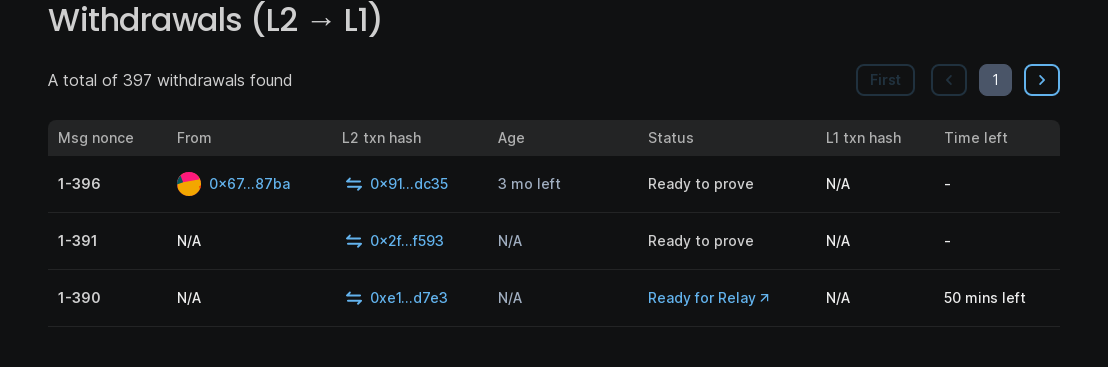 Withdrawals (L2 → L1)
A total of 397 withdrawals found
First 1
Msg nonce From L2 txn hash Age Status L1 txn hash Time left
1-396 0x67...87ba 0x91...dc35 3 mo left Ready to prove N/A -
1-391 N/A 0x2f...f593 N/A Ready to prove N/A -
1-390 N/A 0xe1...d7e3 N/A Ready for Relay N/A 50 mins left